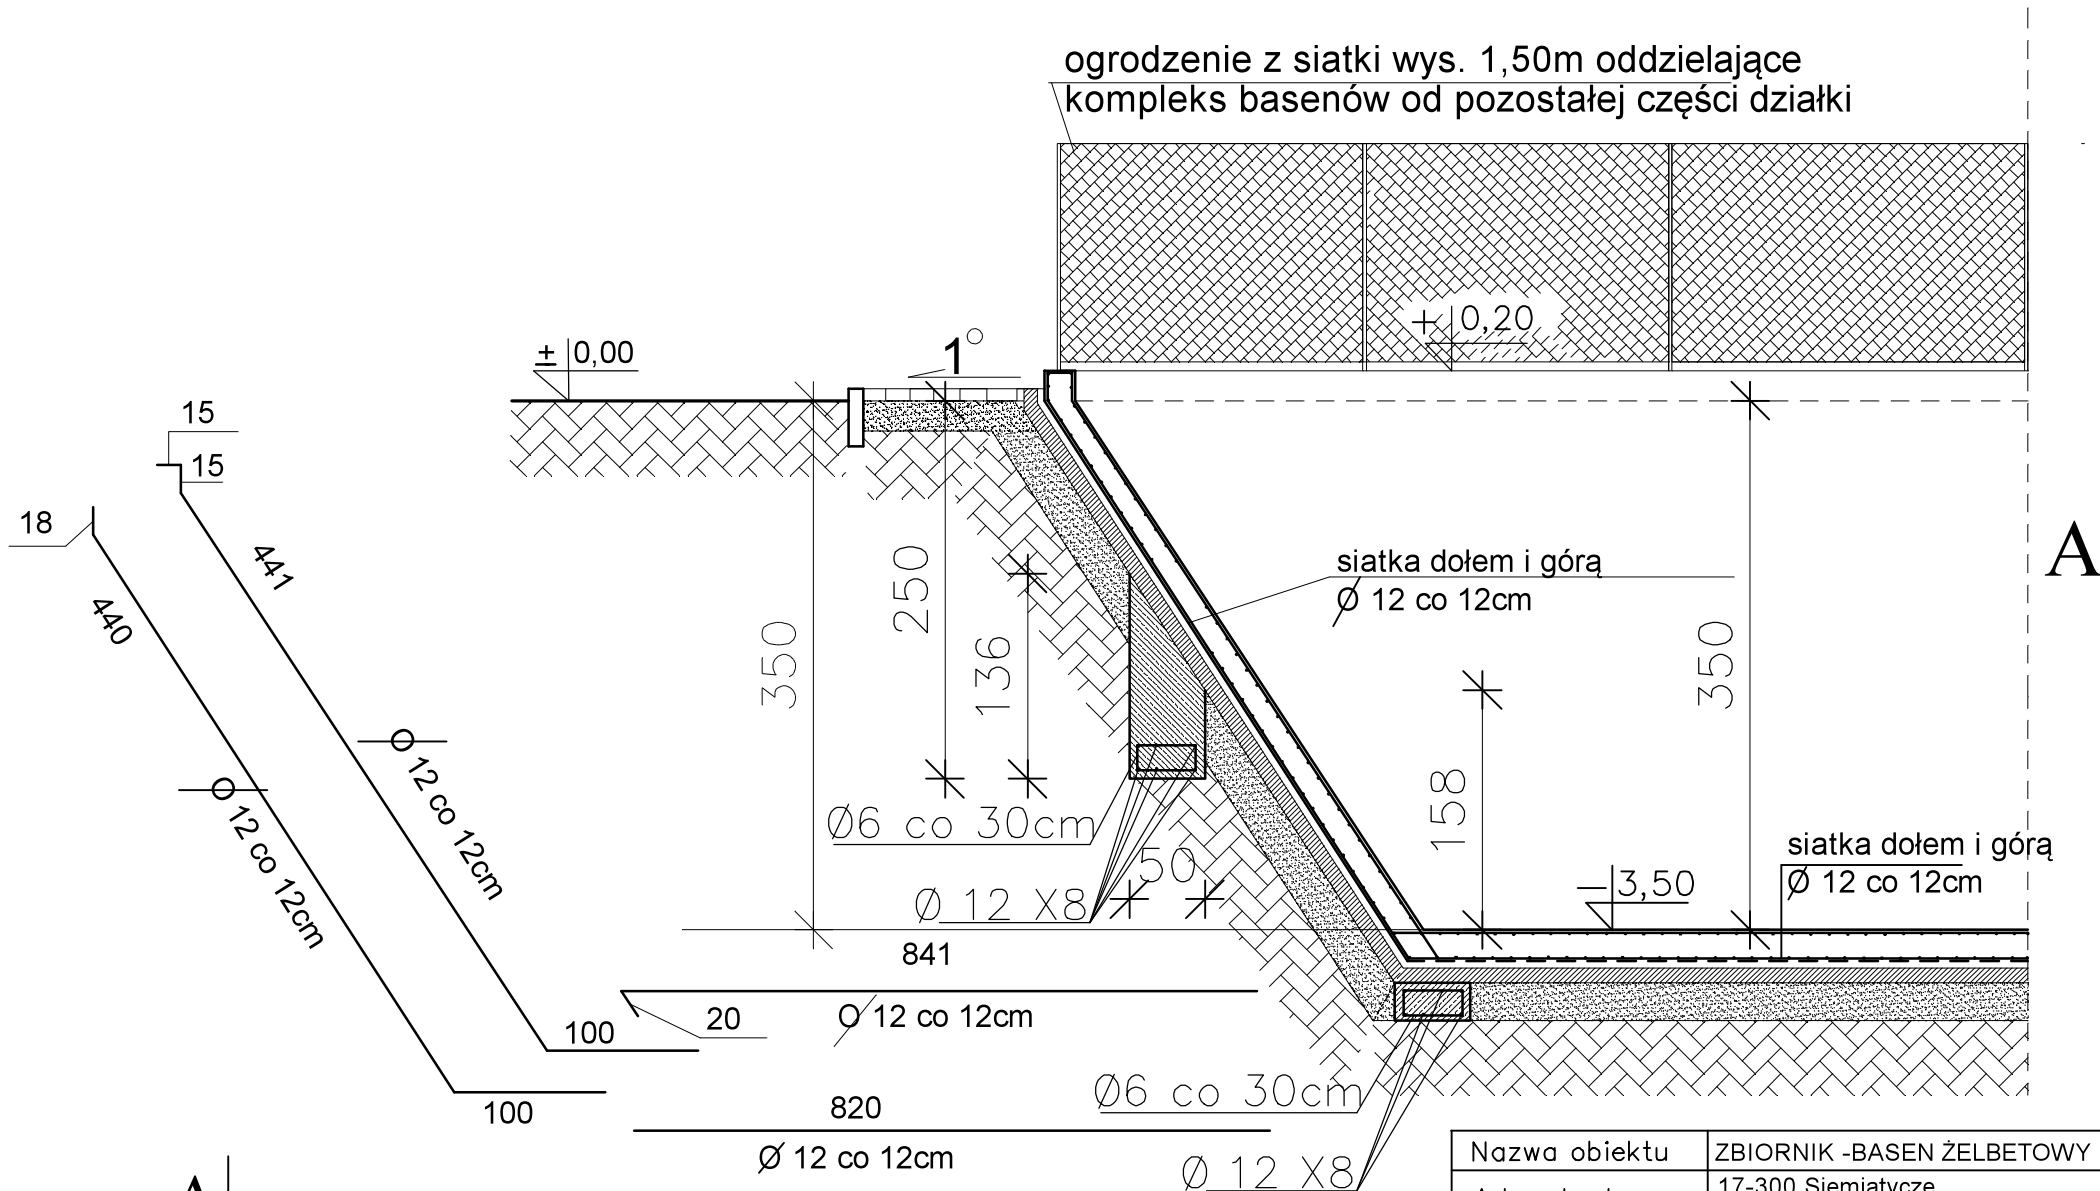 ogrodzenie z siatki wys. 1,50m oddzielające
kompleks basenów od pozostałej części działki
+ 0,20
± 0,00
1°
15
15
18
441
440
250
136
350
siatka dołem i górą
Ø 12 co 12cm
350
A
158
Ø 12 co 12cm
Ø 12 co 12cm
Ø6 co 30cm
50
Ø 12 X8
siatka dołem i górą
Ø 12 co 12cm
3,50
841
20
Ø 12 co 12cm
100
100
820
Ø 12 co 12cm
Ø6 co 30cm
Ø 12 X8
Nazwa obiektu
ZBIORNIK -BASEN ŻELBETOWY
17-300 Siemiatycze